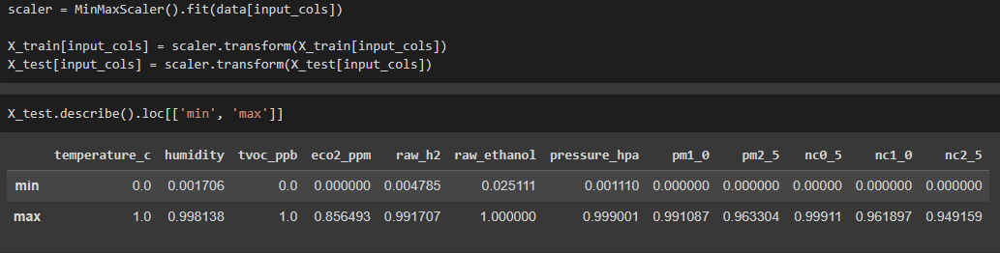 scaler = MinMaxScaler().fit(data[input_cols])
X_train[input_cols] = scaler.transform(X_train[input_cols])
X_test[input_cols] = scaler.transform(X_test[input_cols])
X_test.describe().loc[['min', 'max']]
temperature_c humidity tvoc_ppb eco2_ppm raw_h2 raw_ethanol pressure_hpa pm1_0 pm2_5 nc0_5 nc1_0 nc2_5
min 0.0 0.001706 0.0 0.000000 0.004785 0.025111 0.001110 0.000000 0.000000 0.00000 0.000000 0.000000
max 1.0 0.998138 1.0 0.856493 0.991707 1.000000 0.999001 0.991087 0.963304 0.99911 0.961897 0.949159